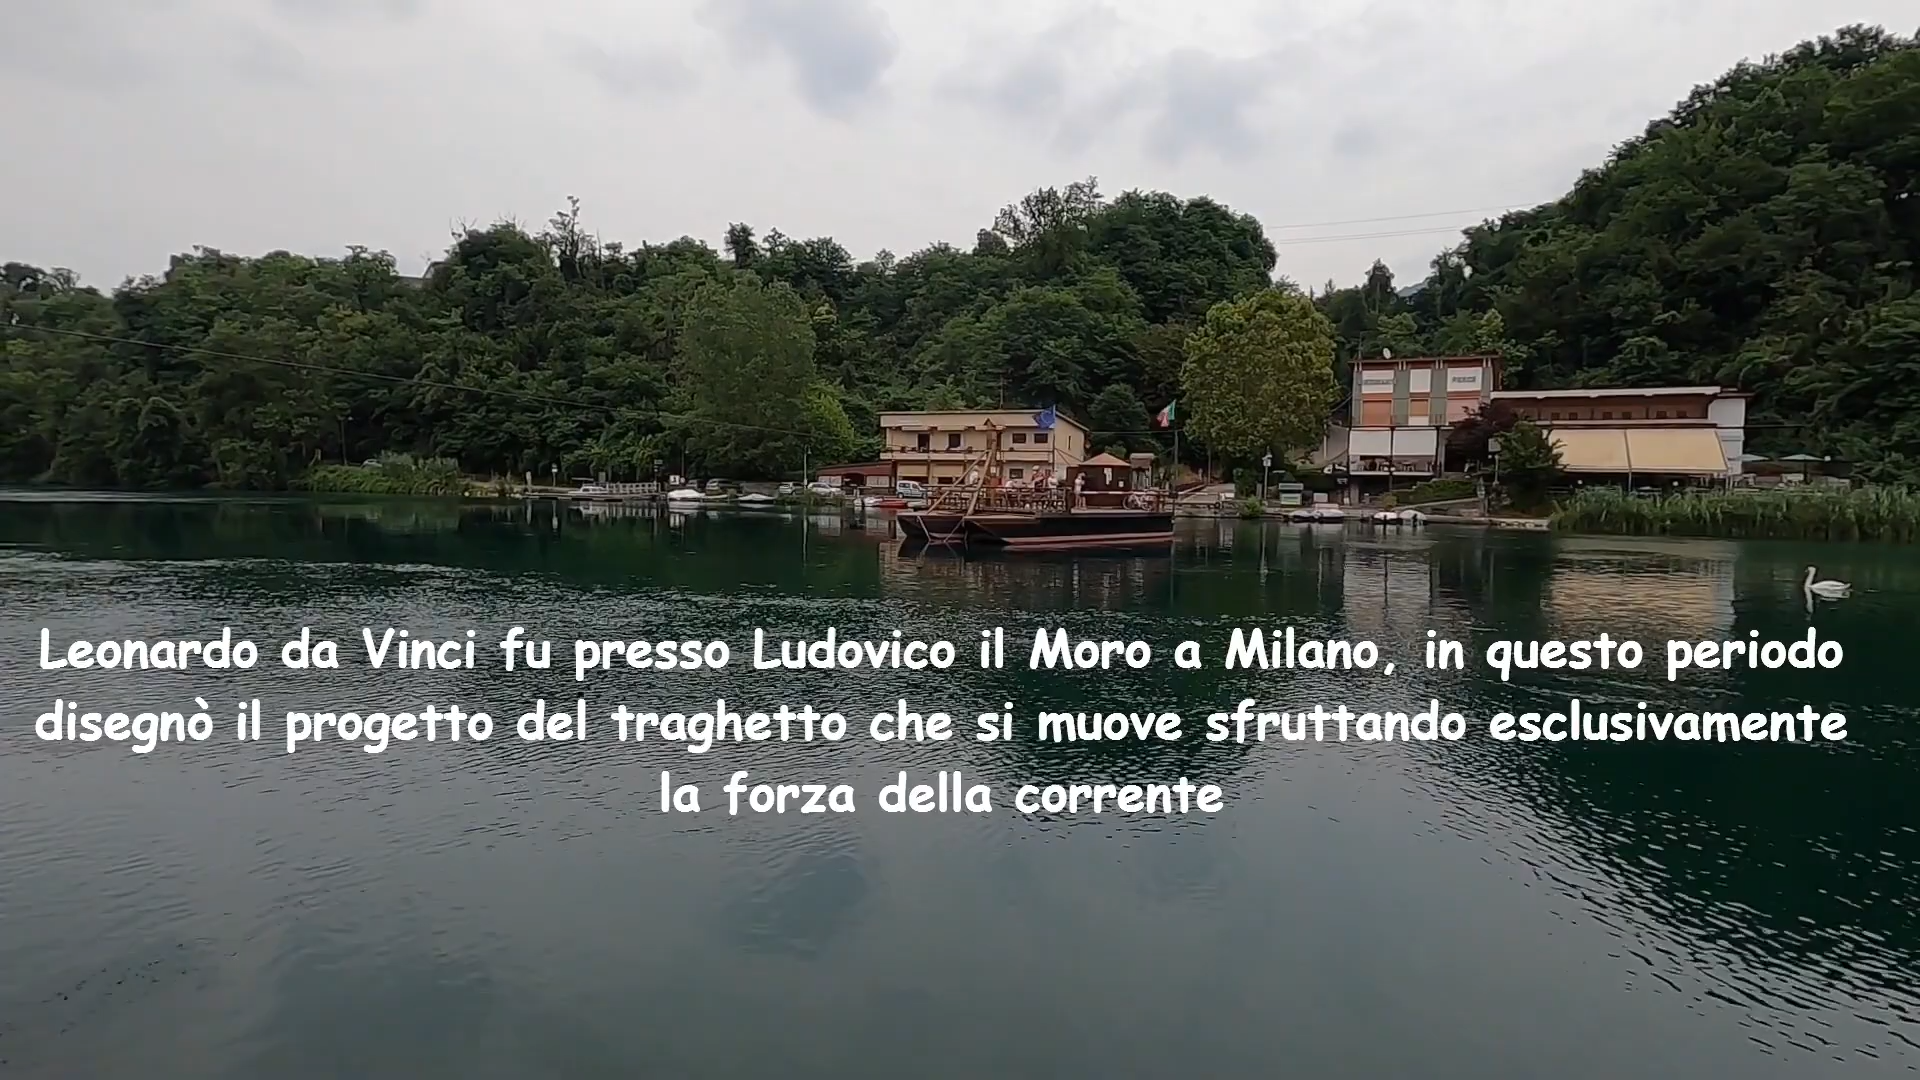 Leonardo da Vinci fu presso Ludovico il Moro a Milano, in questo periodo
disegnò il progetto del traghetto che si muove sfruttando esclusivamente
la forza della corrente